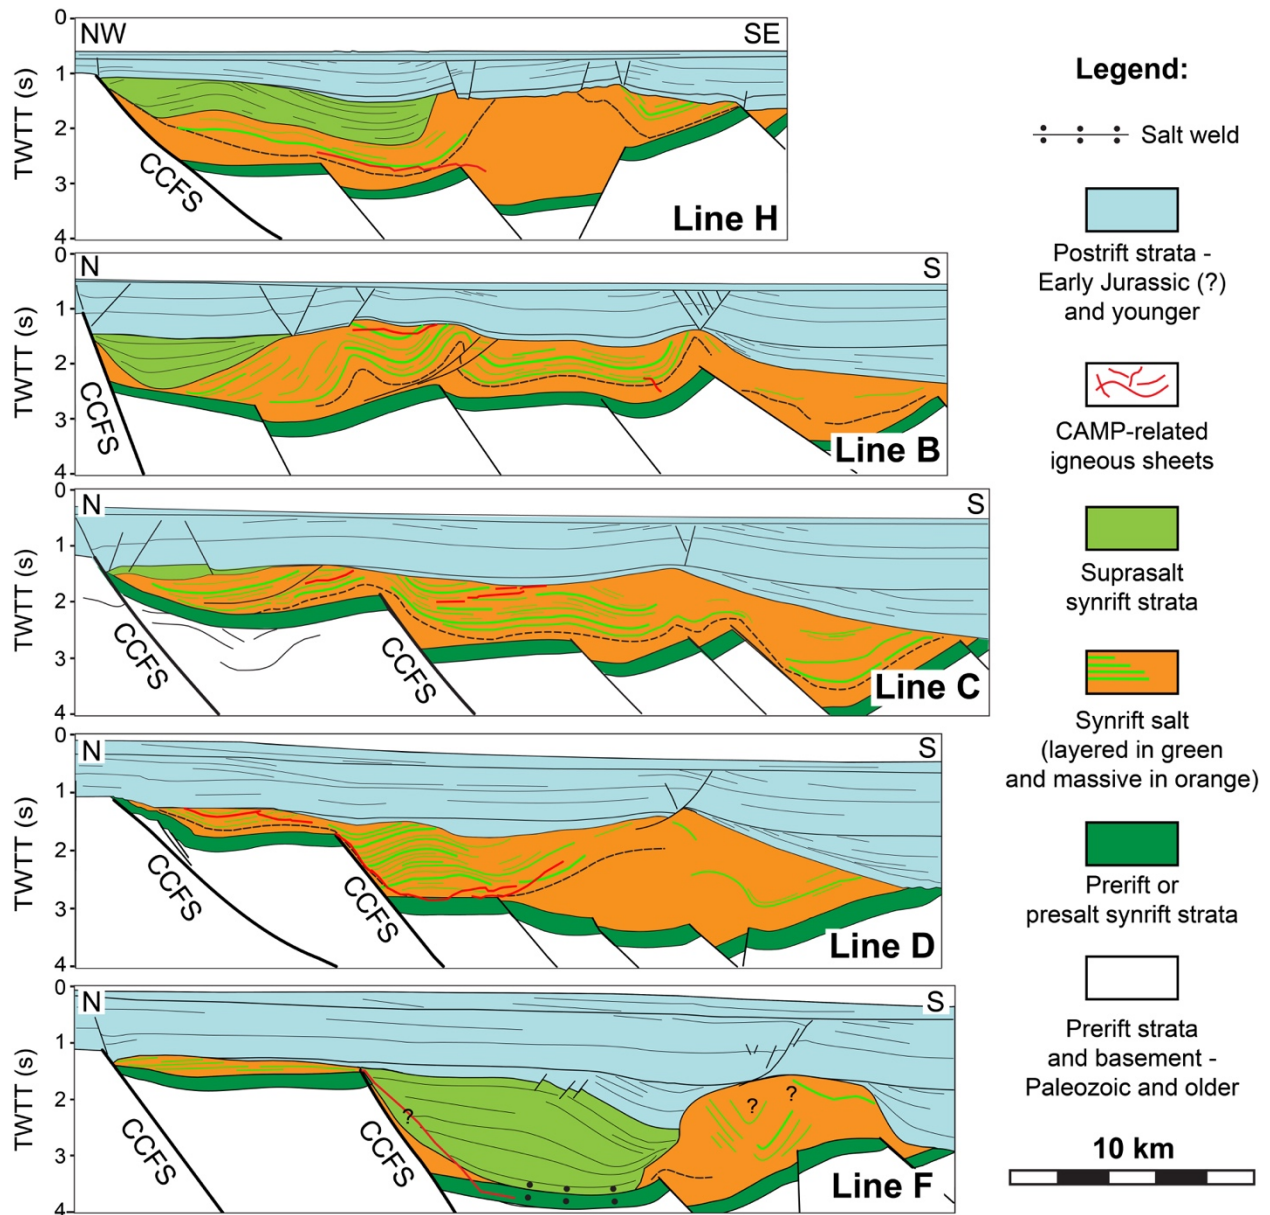 0
1
2
3
4
TWTT (s)
NW
SE
CCFS
Line H
0
1
2
3
4
TWTT (s)
N
S
CCFS
Line B
0
1
2
3
4
TWTT (s)
N
S
CCFS
CCFS
Line C
0
1
2
3
4
TWTT (s)
N
S
CCFS
CCFS
Line D
0
1
2
3
4
TWTT (s)
N
S
CCFS
CCFS
?
?
?
Line F
Legend:
Salt weld
Postrift strata -
Early Jurassic (?)
and younger
CAMP-related
igneous sheets
Suprasalt
synrift strata
Synrift salt
(layered in green
and massive in orange)
Prerift or
presalt synrift strata
Prerift strata
and basement -
Paleozoic and older
10 km